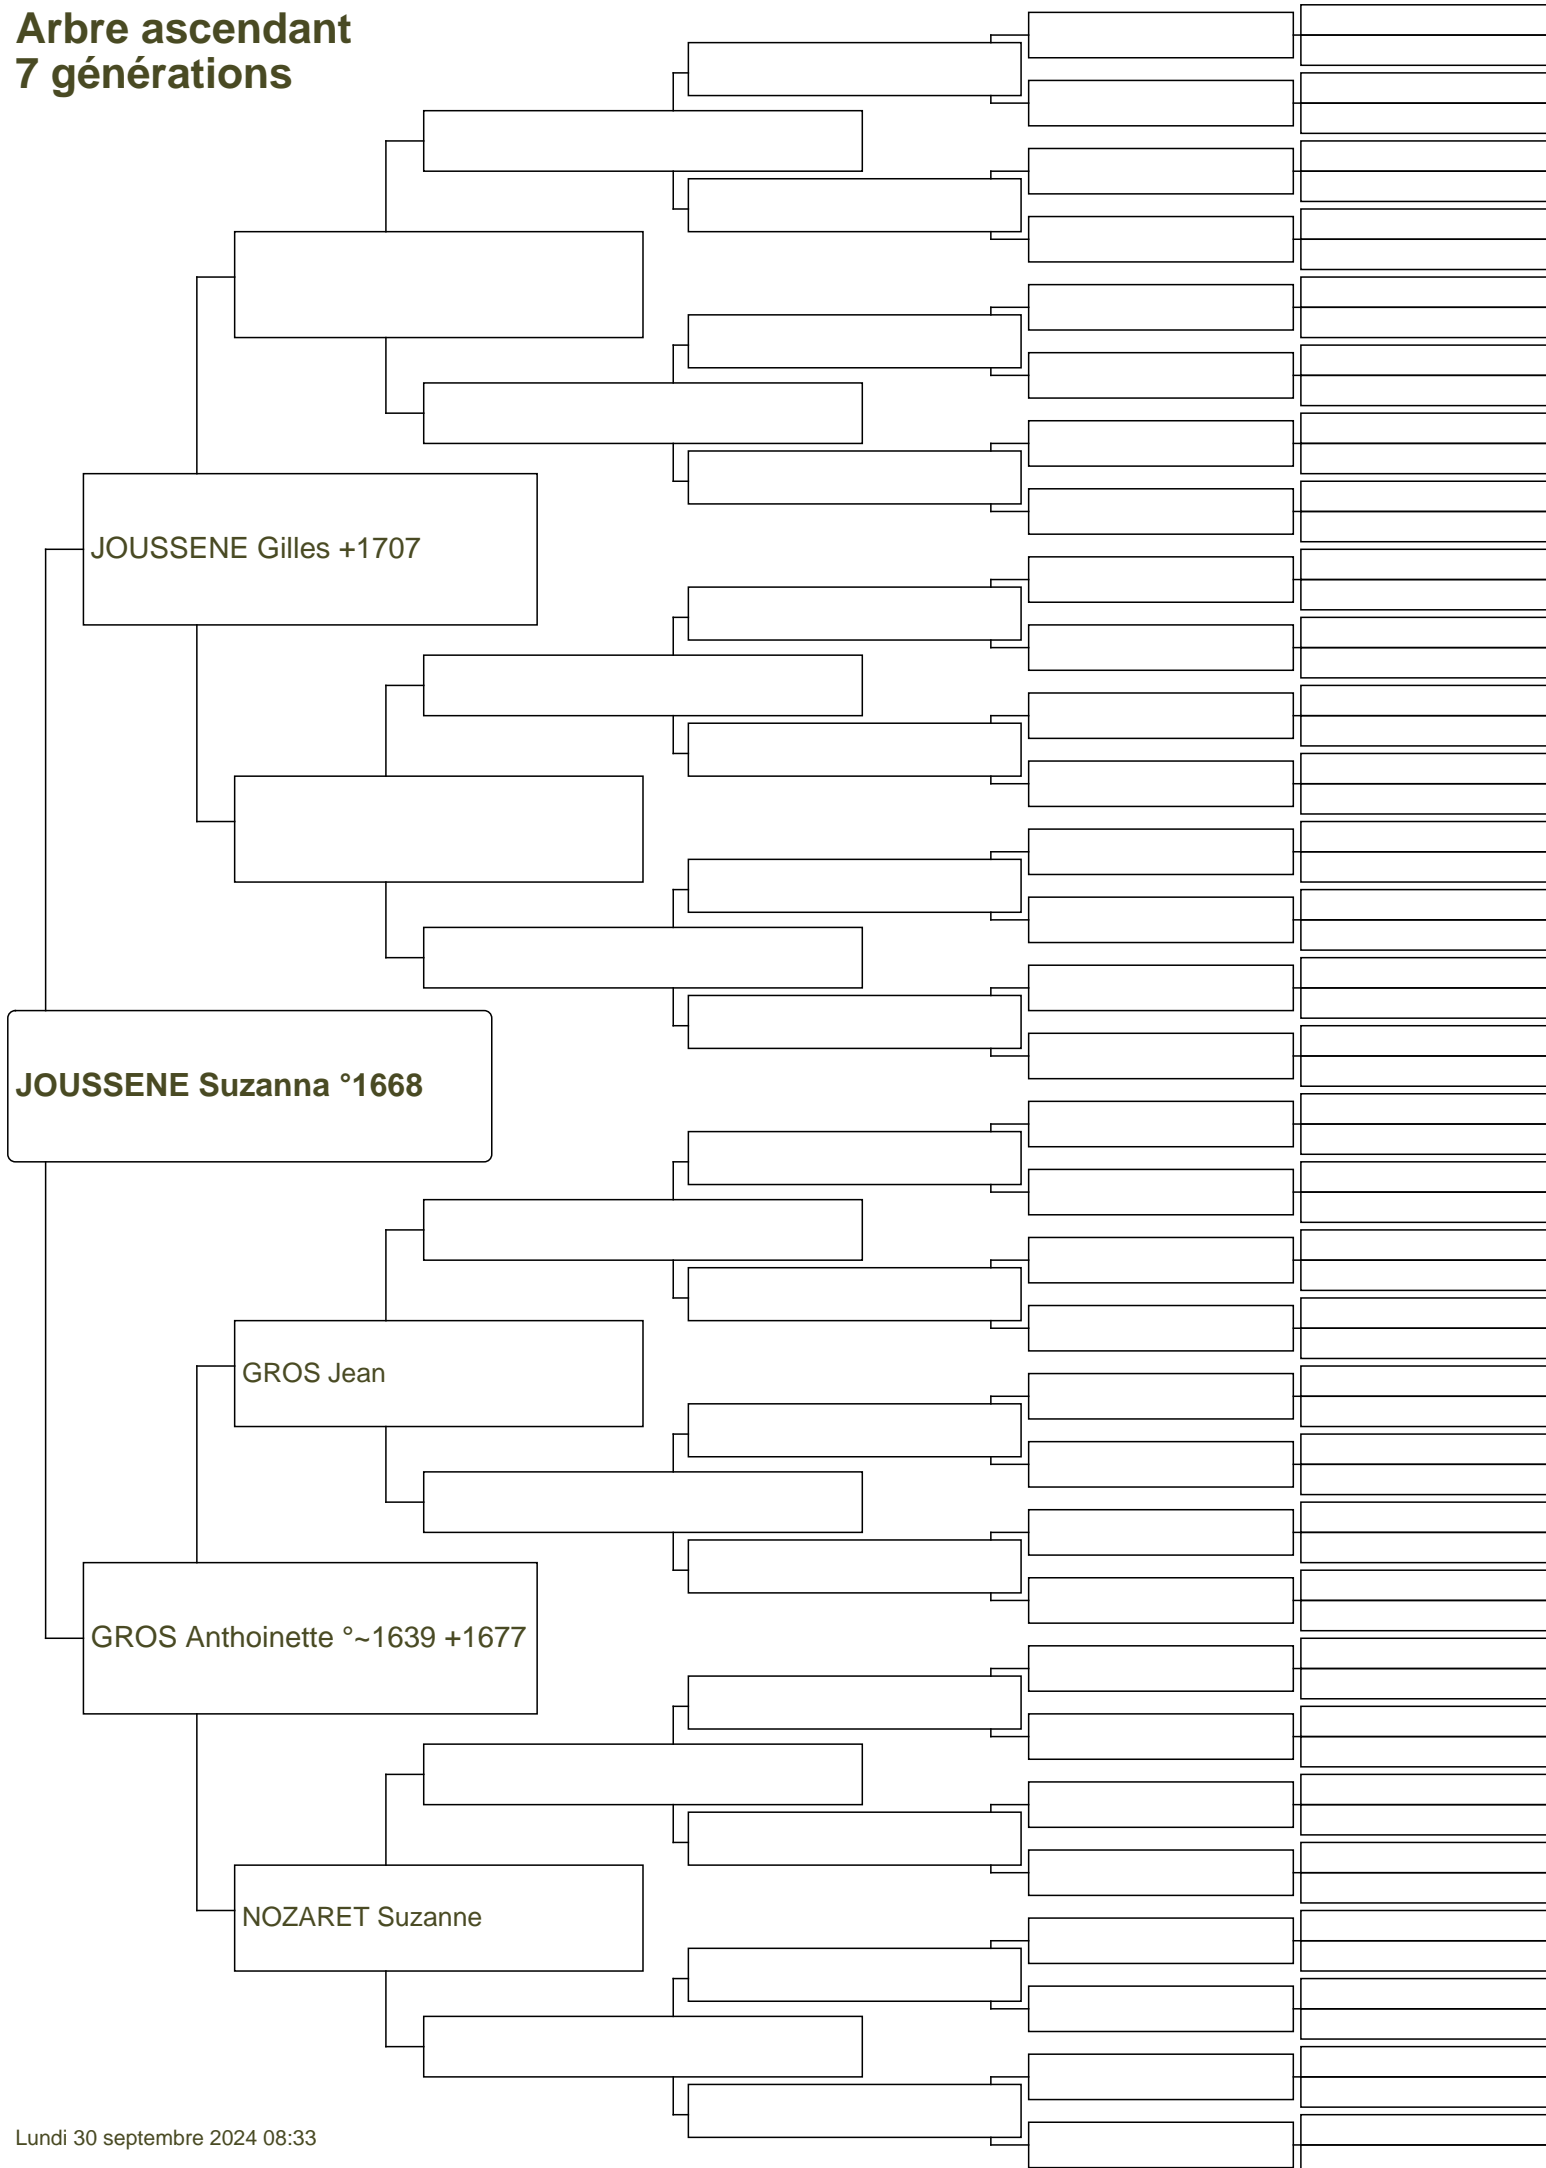 Arbre ascendant
7 générations
JOUSSENE Gilles +1707
JOUSSENE Suzanna °1668
GROS Jean
GROS Anthoinette °~1639 +1677
NOZARET Suzanne
Lundi 30 septembre 2024 08:33